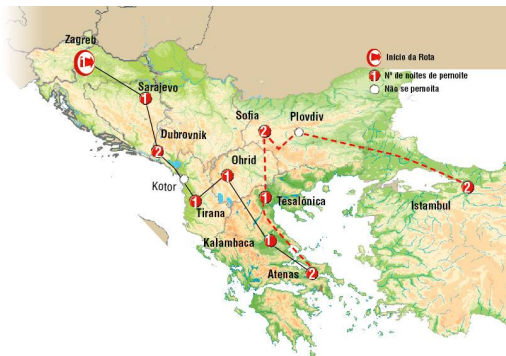 Zagreb
1
Início da Rota
1
Nº de noites de pernoite
Não se pernoita
Sarajevo
1
Sofia
2
Plovdiv
Dubrovnik
2
Ohrid
1
Kotor
Tirana
1
Tesalónica
1
Istambul
2
Kalambaca
1
Atenas
2